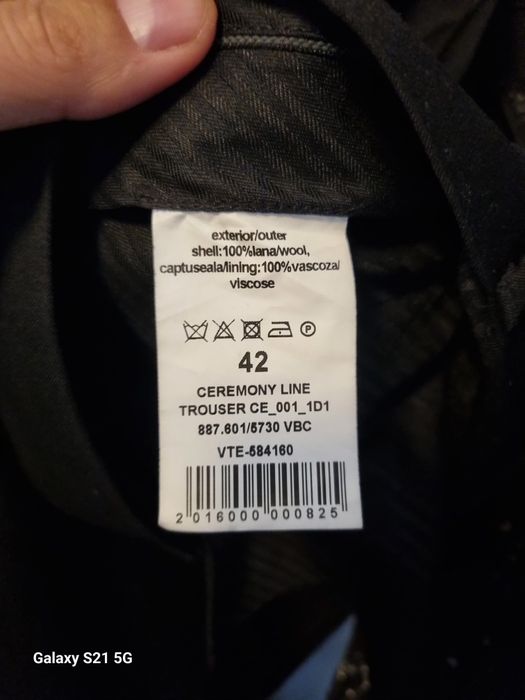 exterior/outer
shell:100%lana/wool,
captuseala/lining:100%vascoza/
viscose
P
42
CEREMONY LINE
TROUSER CE_001_1D1
887.601/5730 VBC
VTE-584160
2 016000 000825
Galaxy S21 5G